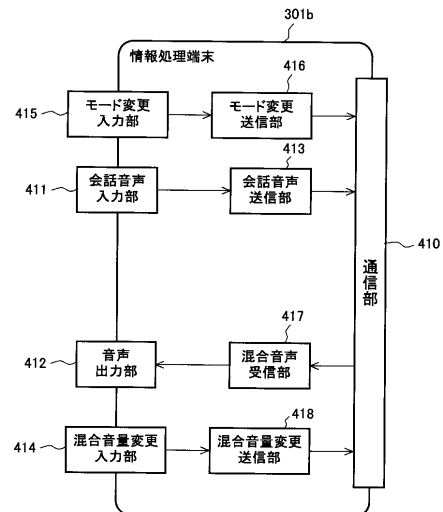 301b
情報処理端末
416
415
モード変更
入力部
モード変更
送信部
413
411
会話音声
入力部
会話音声
送信部
410
通信部
417
412
音声
出力部
混合音声
受信部
418
414
混合音量変更
入力部
混合音量変更
送信部